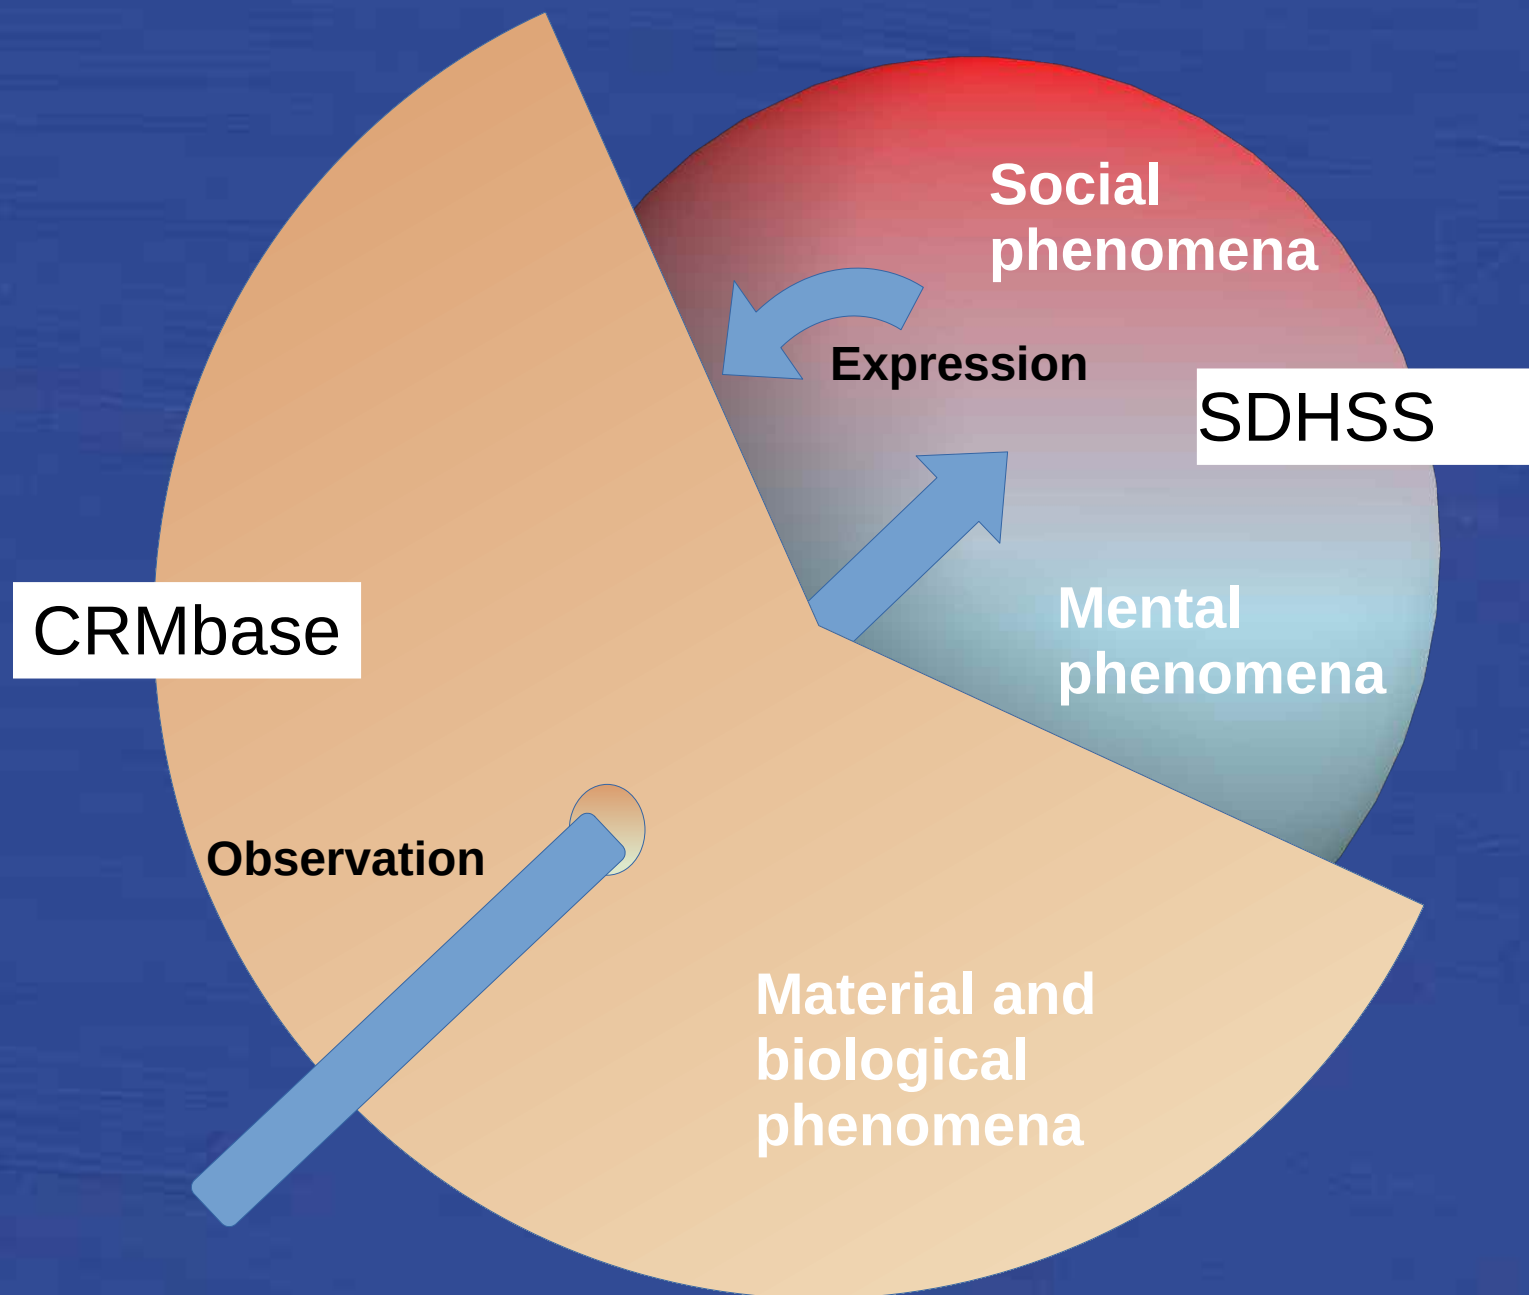 Social
phenomena
Expression
SDHSS
CRMbase
Mental
phenomena
Observation
Material and
biological
phenomena